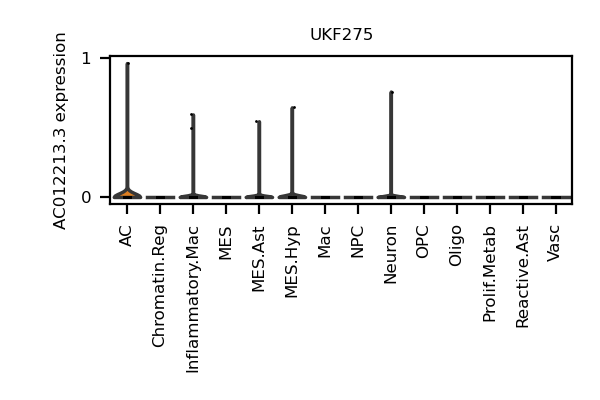 UKF275
AC012213.3 expression
1
0
AC
Chromatin.Reg
Inflammatory.Mac
MES
MES.Ast
MES.Hyp
Mac
NPC
Neuron
OPC
Oligo
Prolif.Metab
Reactive.Ast
Vasc